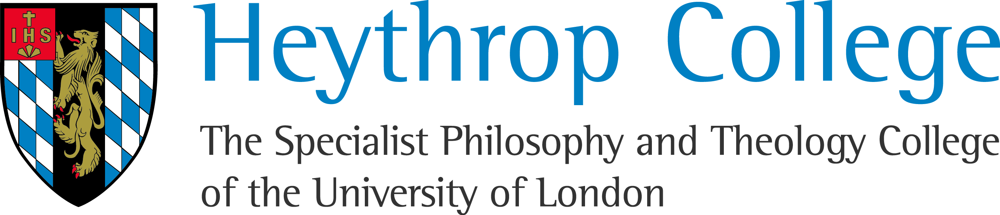 IHS
Heythrop College
The Specialist Philosophy and Theology College
of the University of London